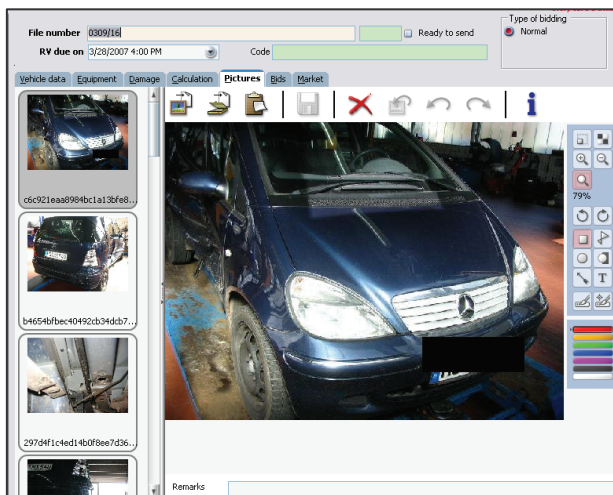 Type of bidding
File number 0309/16 Ready to send Normal
RV due on 3/28/2007 4:00 PM Code
Vehicle data Equipment Damage Calculation Pictures Bids Market
c6c921eaa8984bc1a13bfe8...
79%
b4654bfbec40492cb34dcb7...
T
297d4f1c4ed14b0f8ee7d36...
Remarks